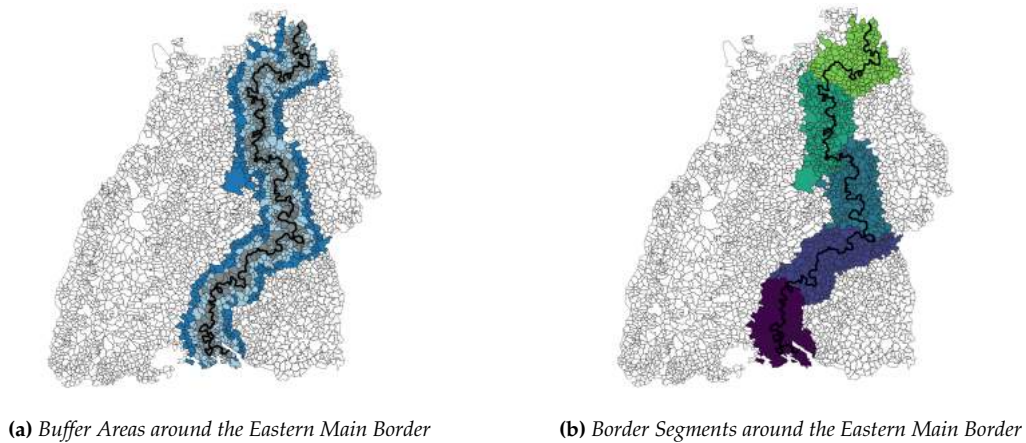 (a) Buffer Areas around the Eastern Main Border
(b) Border Segments around the Eastern Main Border